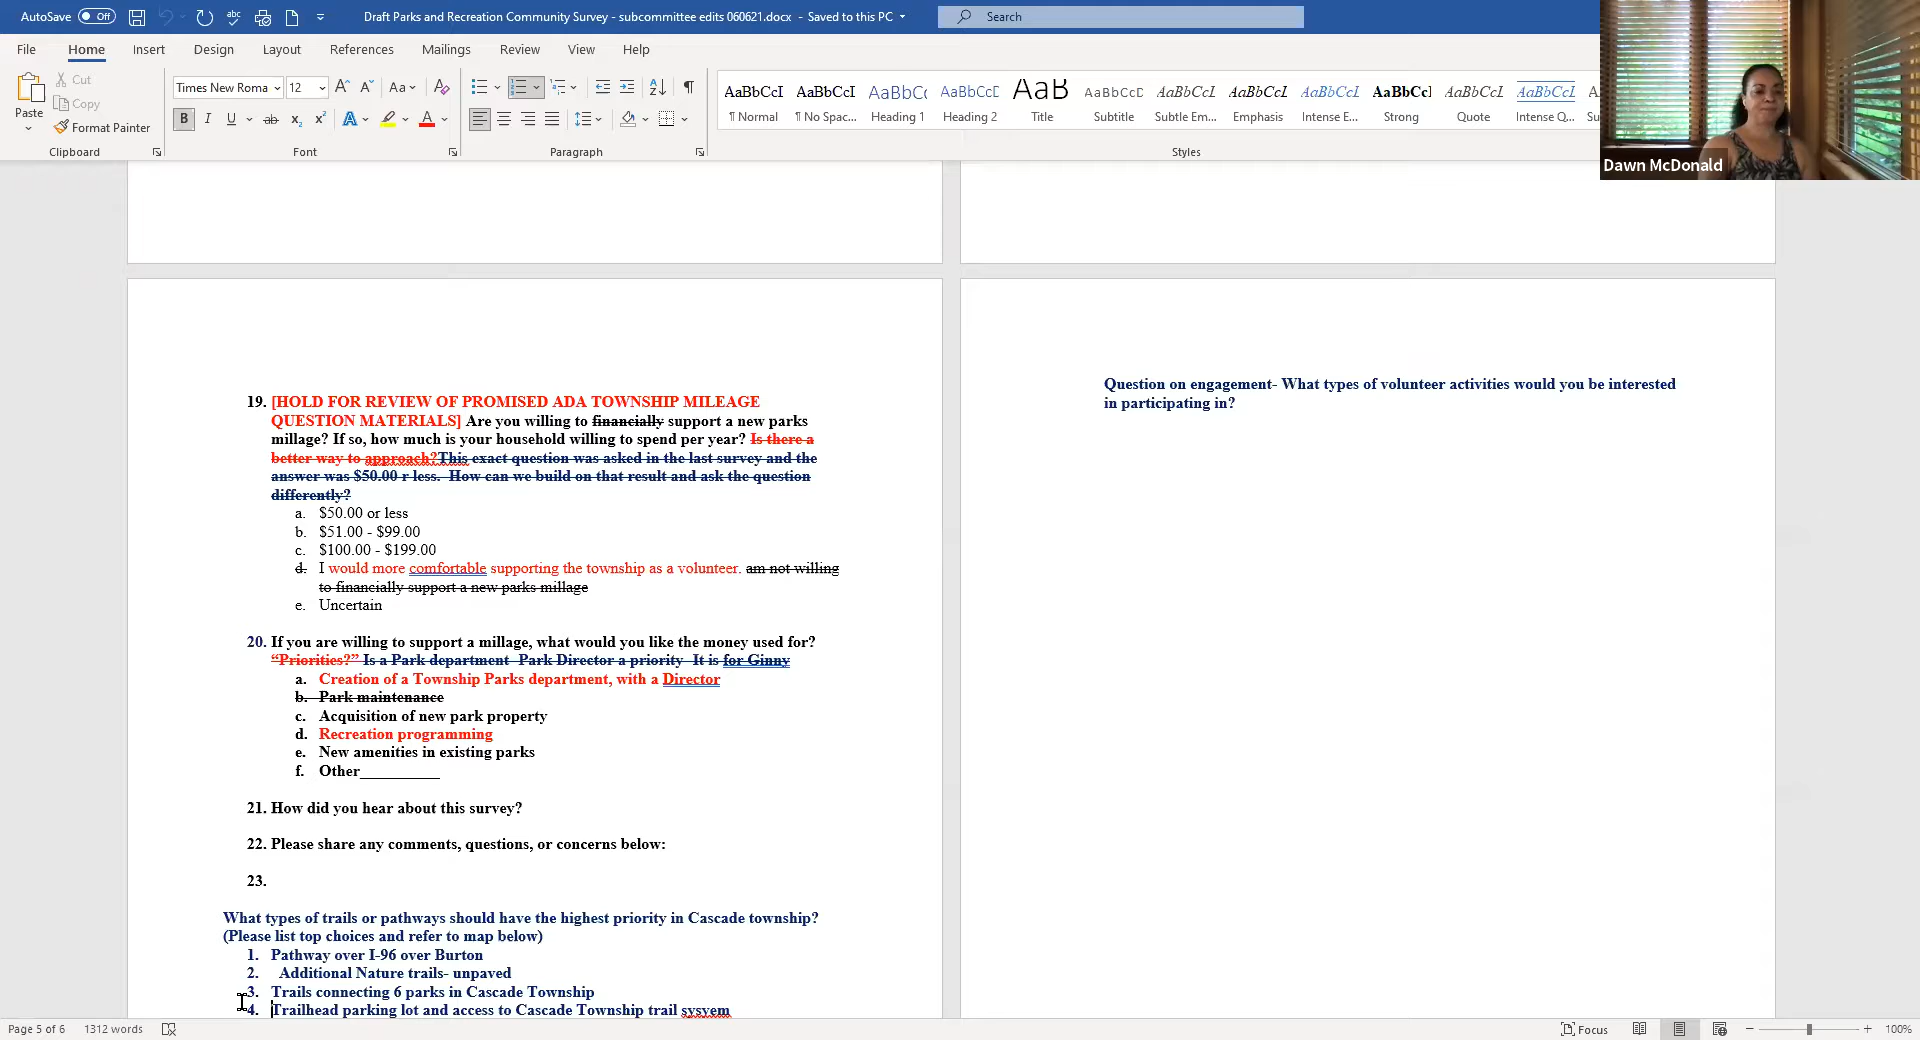 AutoSave Off Draft Parks and Recreation Community Survey - subcommittee edits 060621.docx - Saved to this PC Search
File Home Insert Design Layout References Mailings Review View Help
Paste Cut Copy Format Painter
Times New Roma 12 Aa
B I U ab x₂ x² A A
AaBbCcI AaBbCcI AaBbCc AaBbCcD AaB AaBbCcD AaBbCcL AaBbCcL AaBbCcL AaBbCcI AaBbCcL AaBbCcL
¶ Normal ¶ No Spac... Heading 1 Heading 2 Title Subtitle Subtle Em... Emphasis Intense E... Strong Quote Intense Q...
Clipboard Font Paragraph Styles
Dawn McDonald
19. [HOLD FOR REVIEW OF PROMISED ADA TOWNSHIP MILEAGE
QUESTION MATERIALS] Are you willing to financially support a new parks
millage? If so, how much is your household willing to spend per year? Is there a
better way to approach?This exact question was asked in the last survey and the
answer was $50.00 r less. How can we build on that result and ask the question
differently?
a. $50.00 or less
b. $51.00 - $99.00
c. $100.00 - $199.00
d. I would more comfortable supporting the township as a volunteer. am not willing
to financially support a new parks millage
e. Uncertain
20. If you are willing to support a millage, what would you like the money used for?
“Priorities?” Is a Park department Park Director a priority It is for Ginny
a. Creation of a Township Parks department, with a Director
b. Park maintenance
c. Acquisition of new park property
d. Recreation programming
e. New amenities in existing parks
f. Other__________
21. How did you hear about this survey?
22. Please share any comments, questions, or concerns below:
23.
What types of trails or pathways should have the highest priority in Cascade township?
(Please list top choices and refer to map below)
1. Pathway over I-96 over Burton
2. Additional Nature trails- unpaved
3. Trails connecting 6 parks in Cascade Township
4. Trailhead parking lot and access to Cascade Township trail sysyem
Question on engagement- What types of volunteer activities would you be interested
in participating in?
Page 5 of 6 1312 words Focus 100%